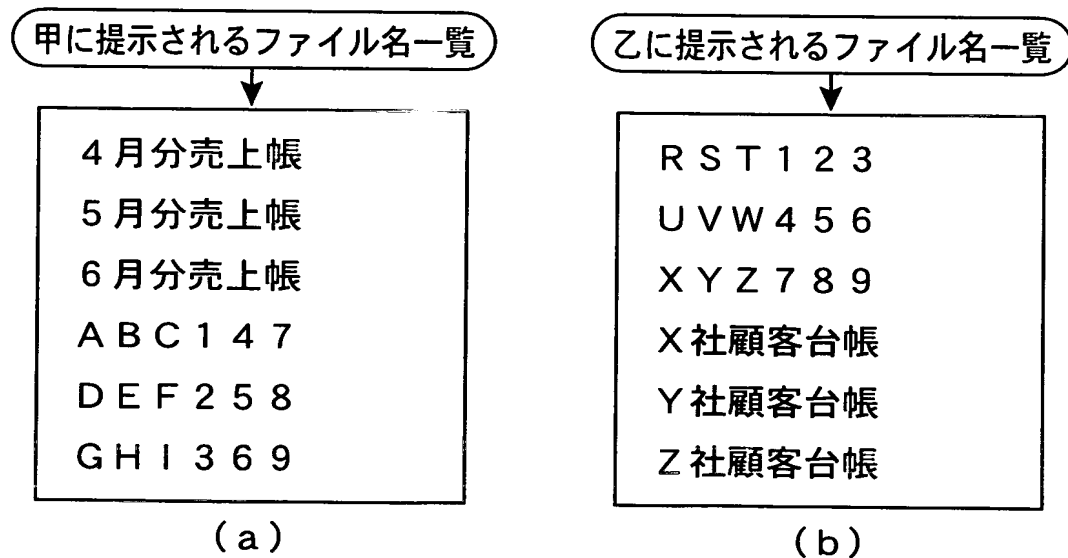 甲に提示されるファイル名一覧
4月分売上帳
5月分売上帳
6月分売上帳
ABC147
DEF258
GHI369
(a)
乙に提示されるファイル名一覧
RST123
UVW456
XYZ789
X社顧客台帳
Y社顧客台帳
Z社顧客台帳
(b)